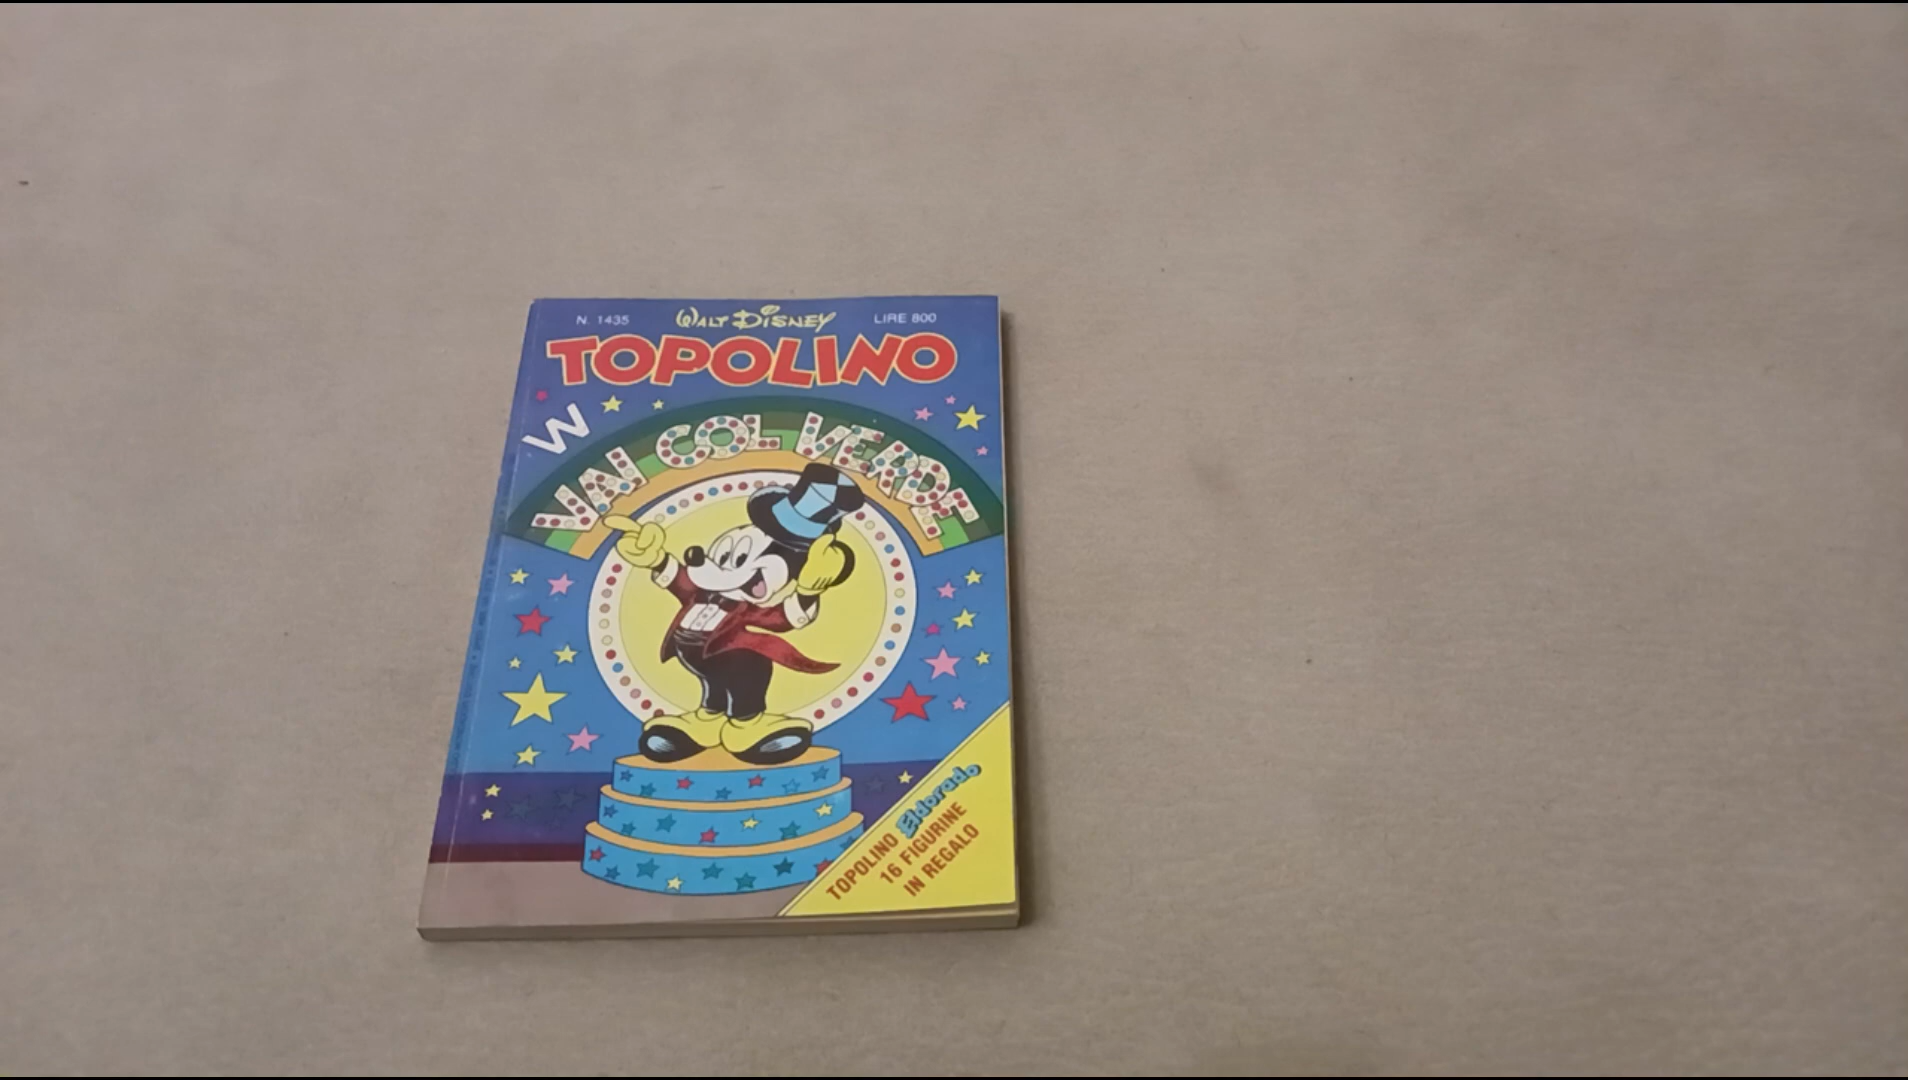 N. 1435 WALT DISNEY LIRE 800
TOPOLINO
W
VAI COL VERDE
TOPOLINO Eldorado
16 FIGURINE
IN REGALO